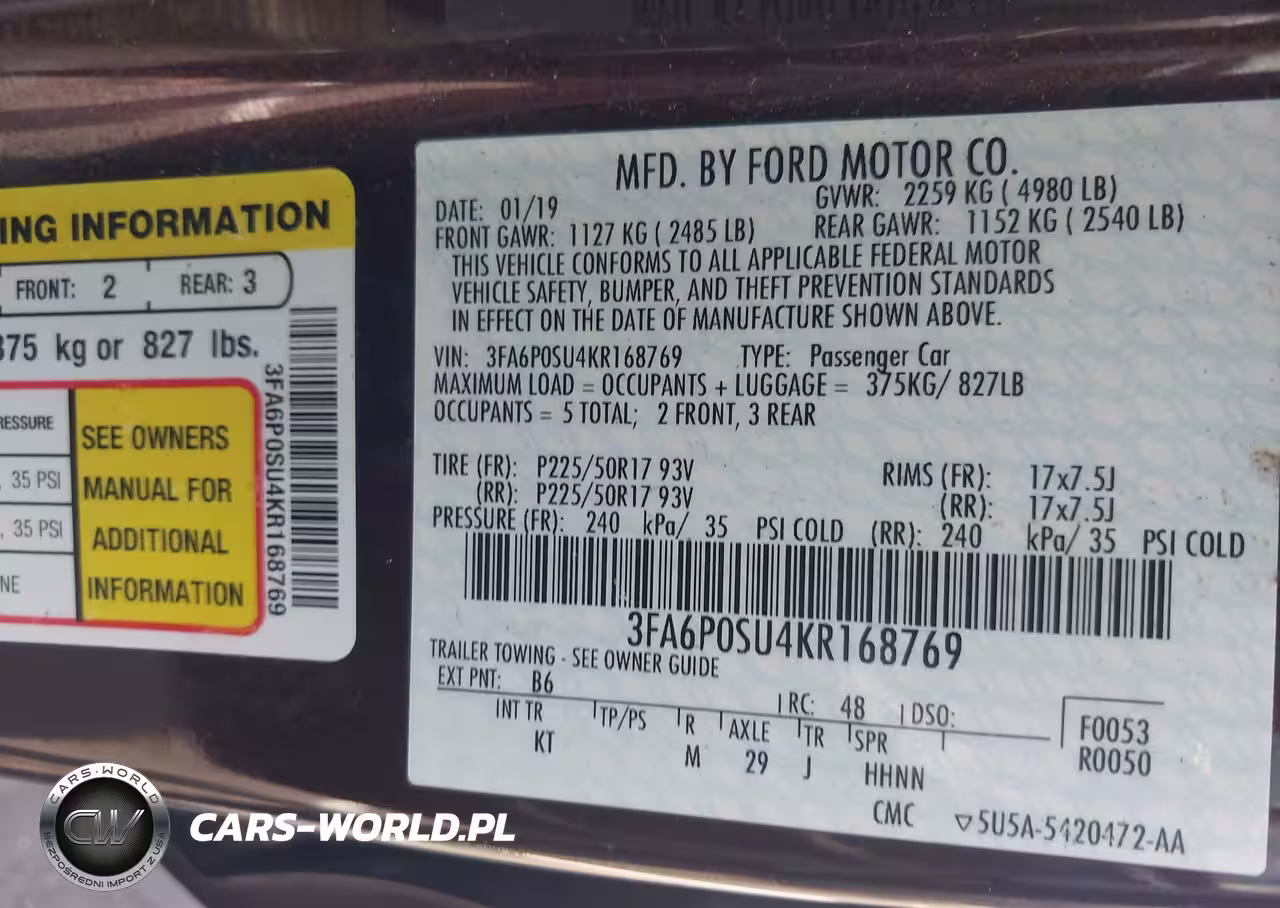 ING INFORMATION
FRONT: 2 REAR: 3
375 kg or 827 lbs.
RESSURE
35 PSI
35 PSI
NE
SEE OWNERS
MANUAL FOR
ADDITIONAL
INFORMATION
3FA6P0SU4KR168769
MFD. BY FORD MOTOR CO.
DATE: 01/19 GVWR: 2259 KG ( 4980 LB)
FRONT GAWR: 1127 KG ( 2485 LB) REAR GAWR: 1152 KG ( 2540 LB)
THIS VEHICLE CONFORMS TO ALL APPLICABLE FEDERAL MOTOR
VEHICLE SAFETY, BUMPER, AND THEFT PREVENTION STANDARDS
IN EFFECT ON THE DATE OF MANUFACTURE SHOWN ABOVE.
VIN: 3FA6P0SU4KR168769 TYPE: Passenger Car
MAXIMUM LOAD = OCCUPANTS + LUGGAGE = 375KG/ 827LB
OCCUPANTS = 5 TOTAL; 2 FRONT, 3 REAR
TIRE (FR): P225/50R17 93V RIMS (FR): 17x7.5J
(RR): P225/50R17 93V (RR): 17x7.5J
PRESSURE (FR): 240 kPa/ 35 PSI COLD (RR): 240 kPa/ 35 PSI COLD
3FA6P0SU4KR168769
TRAILER TOWING - SEE OWNER GUIDE
EXT PNT: B6 RC: 48 DSO:
INT TR TP/PS R AXLE TR SPR
KT M 29 J HHNN
F0053
R0050
CMC ▽5U5A-5420472-AA
CARS-WORLD
CW
BEZPOŚREDNI IMPORT Z USA
CARS-WORLD.PL